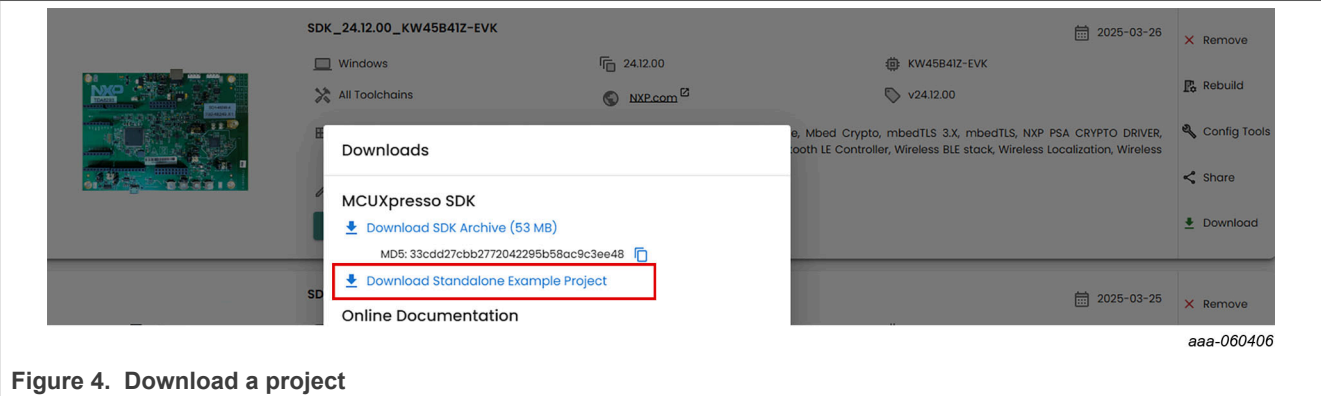 SDK_24.12.00_KW45B41Z-EVK
2025-03-26
Remove
Windows
24.12.00
KW45B41Z-EVK
Rebuild
All Toolchains
NXP.com
v24.12.00
e, Mbed Crypto, mbedTLS 3.X, mbedTLS, NXP PSA CRYPTO DRIVER,
Config Tools
ooth LE Controller, Wireless BLE stack, Wireless Localization, Wireless
Share
Download
NXP
Downloads
MCUXpresso SDK
Download SDK Archive (53 MB)
MD5: 33cdd27cbb2772042295b58ac9c3ee48
Download Standalone Example Project
Online Documentation
SD
2025-03-25
Remove
aaa-060406
Figure 4. Download a project